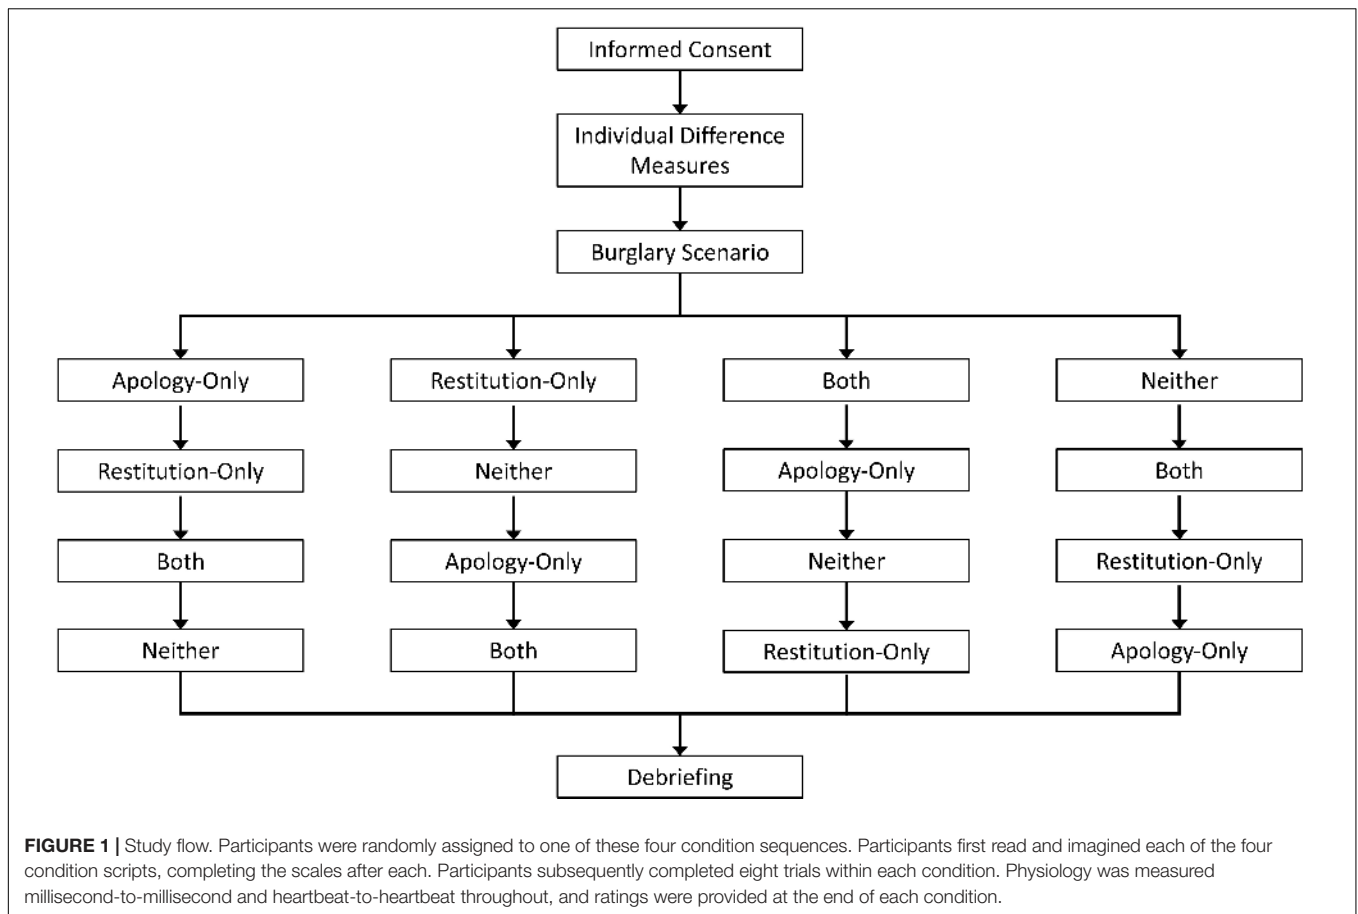 Informed Consent
Individual Difference
Measures
Burglary Scenario
Apology-Only
Restitution-Only
Both
Neither
Restitution-Only
Neither
Apology-Only
Both
Both
Apology-Only
Neither
Restitution-Only
Neither
Both
Restitution-Only
Apology-Only
Debriefing
FIGURE 1 | Study flow. Participants were randomly assigned to one of these four condition sequences. Participants first read and imagined each of the four
condition scripts, completing the scales after each. Participants subsequently completed eight trials within each condition. Physiology was measured
millisecond-to-millisecond and heartbeat-to-heartbeat throughout, and ratings were provided at the end of each condition.